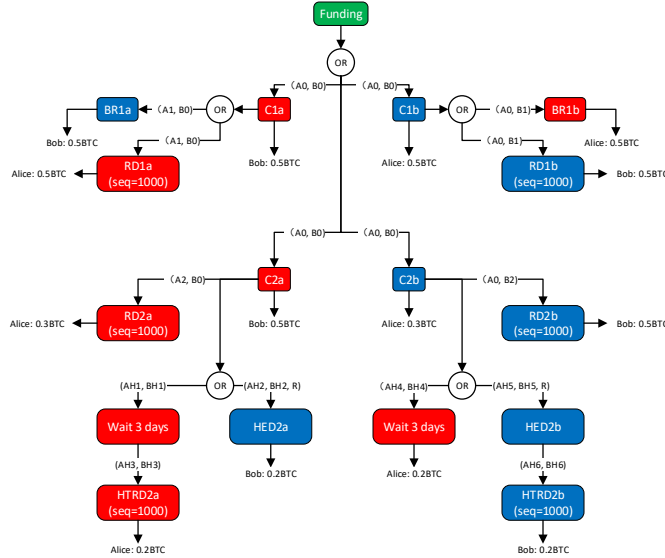 Funding
OR
(A0, B0)
(A0, B0)
BR1a
(A1, B0)
OR
C1a
C1b
OR
(A0, B1)
BR1b
Bob: 0.5BTC
(A1, B0)
(A0, B1)
Alice: 0.5BTC
Alice: 0.5BTC
RD1a
(seq=1000)
Bob: 0.5BTC
Alice: 0.5BTC
RD1b
(seq=1000)
Bob: 0.5BTC
(A0, B0)
(A0, B0)
(A2, B0)
C2a
C2b
(A0, B2)
Alice: 0.3BTC
RD2a
(seq=1000)
Bob: 0.5BTC
Alice: 0.3BTC
RD2b
(seq=1000)
Bob: 0.5BTC
(AH1, BH1)
OR
(AH2, BH2, R)
(AH4, BH4)
OR
(AH5, BH5, R)
Wait 3 days
HED2a
Wait 3 days
HED2b
(AH3, BH3)
Bob: 0.2BTC
Alice: 0.2BTC
(AH6, BH6)
HTRD2a
(seq=1000)
HTRD2b
(seq=1000)
Alice: 0.2BTC
Bob: 0.2BTC